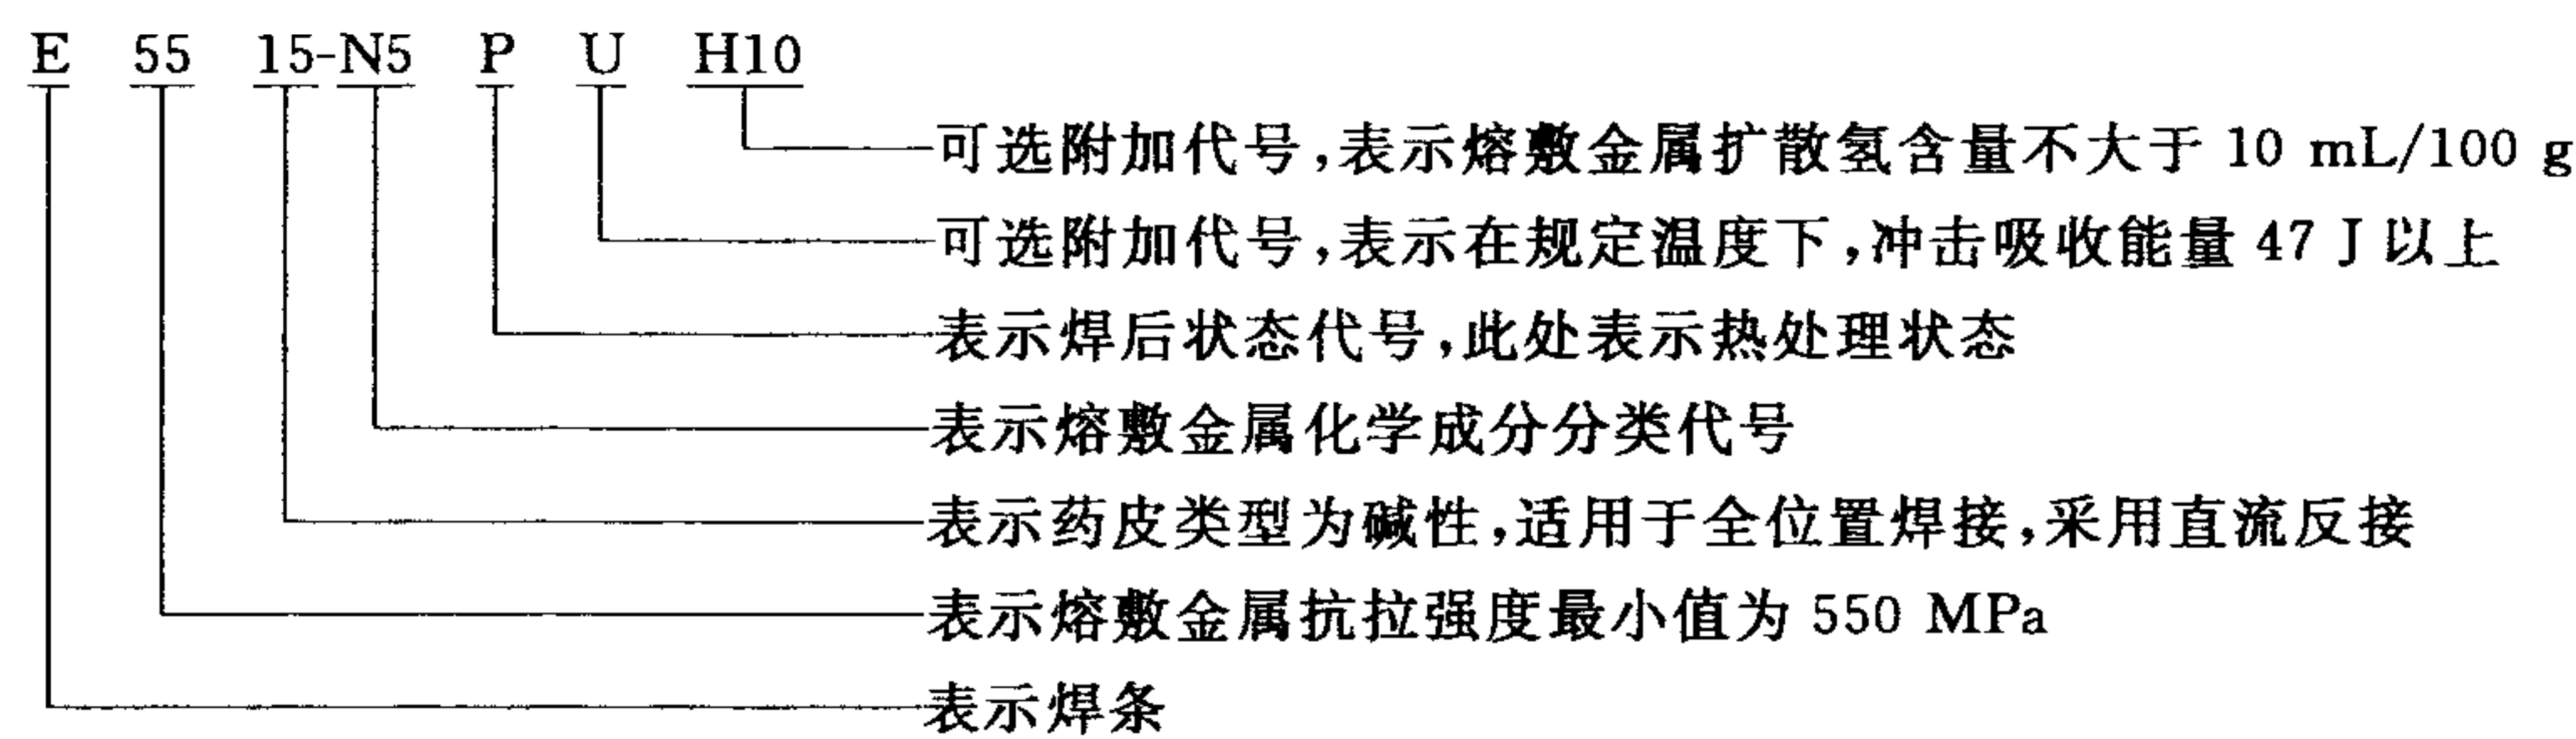 E 55 15-N5 P U H10
可选附加代号,表示熔敷金属扩散氢含量不大于 10 mL/100 g
可选附加代号,表示在规定温度下,冲击吸收能量 47 J 以上
表示焊后状态代号,此处表示热处理状态
表示熔敷金属化学成分分类代号
表示药皮类型为碱性,适用于全位置焊接,采用直流反接
表示熔敷金属抗拉强度最小值为 550 MPa
表示焊条